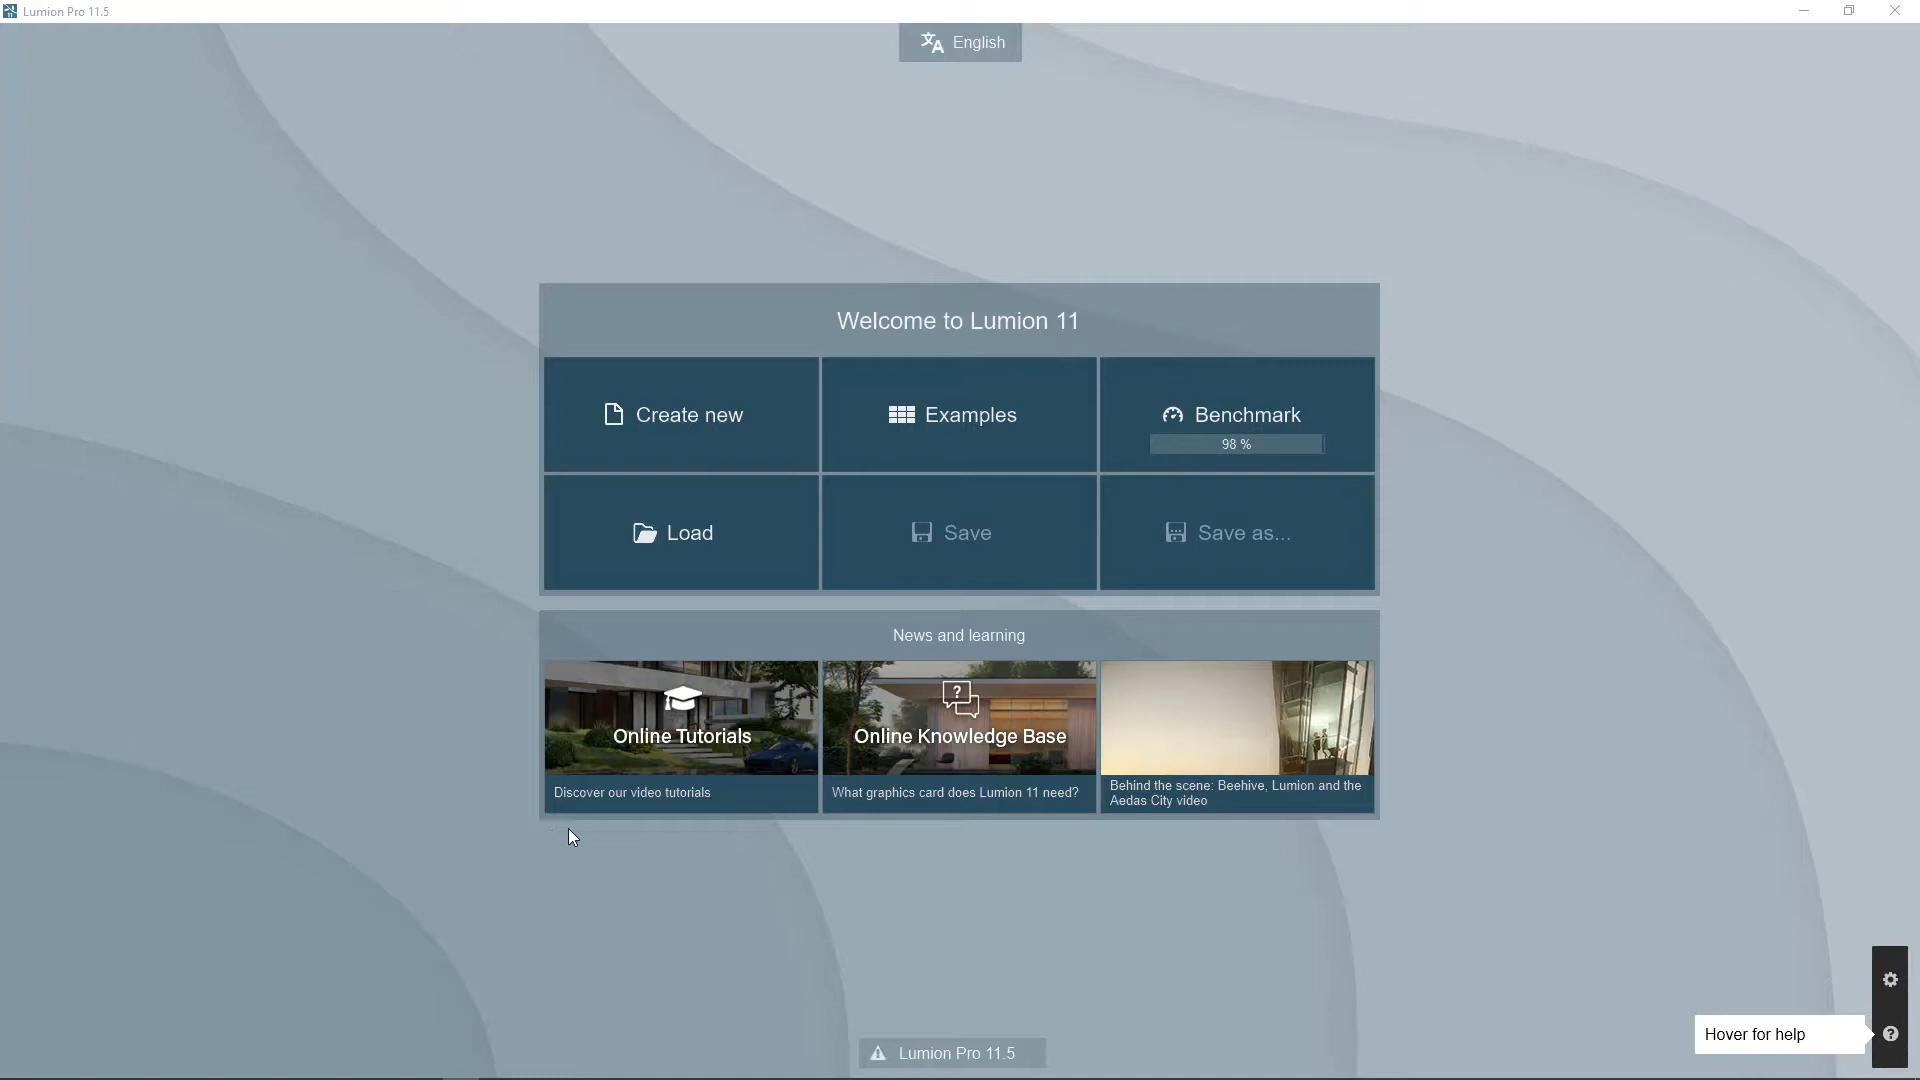 Lumion Pro 11.5
English
Welcome to Lumion 11
Create new
Examples
Benchmark
98 %
Load
Save
Save as...
News and learning
Online Tutorials
Online Knowledge Base
Discover our video tutorials
What graphics card does Lumion 11 need?
Behind the scene: Beehive, Lumion and the
Aedas City video
Hover for help
Lumion Pro 11.5